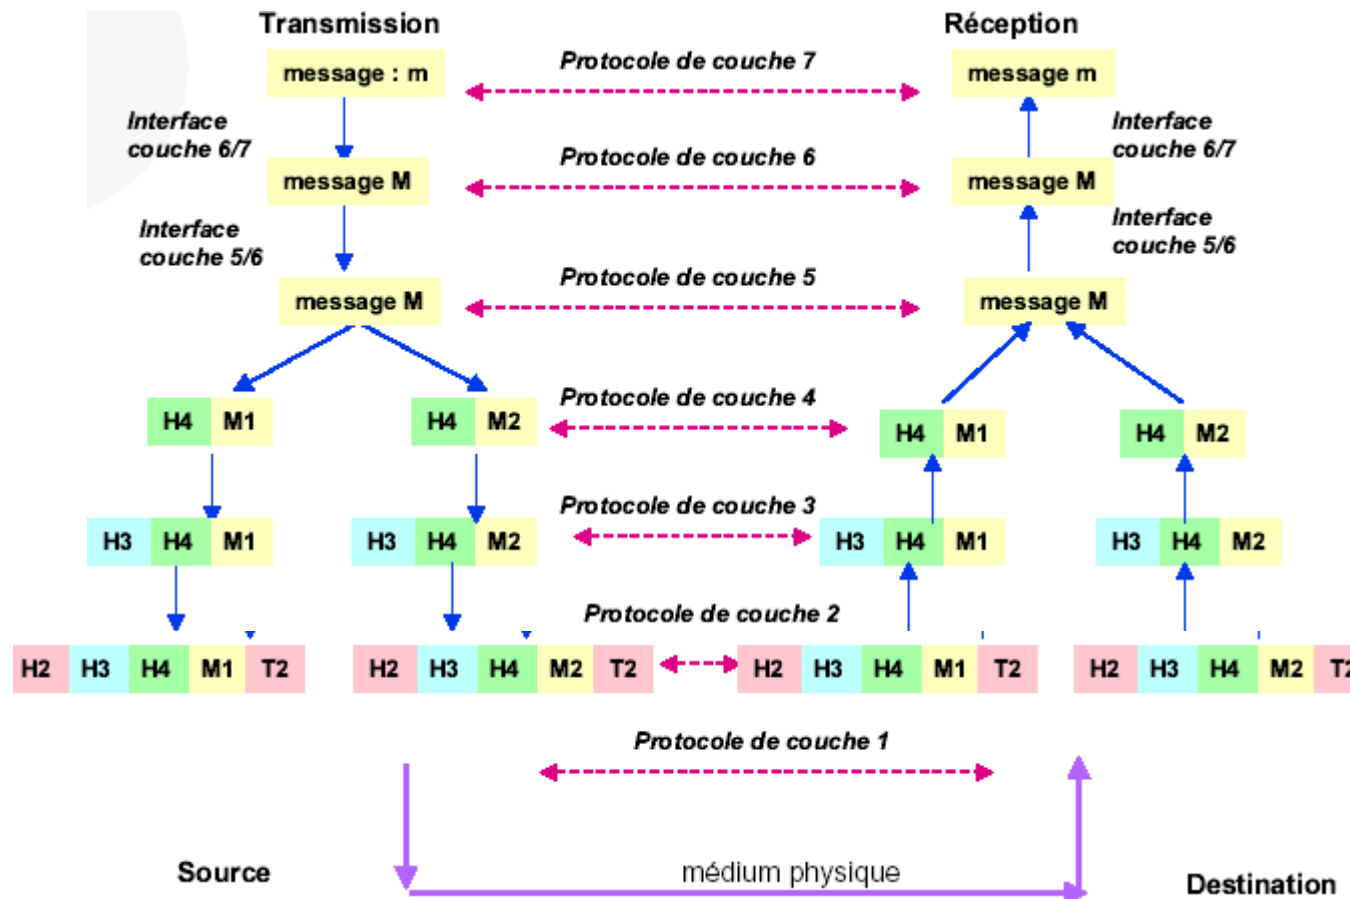 Transmission
Réception
message : m
Protocole de couche 7
message m
Interface
couche 6/7
Interface
couche 6/7
message M
Protocole de couche 6
message M
Interface
couche 5/6
Interface
couche 5/6
message M
Protocole de couche 5
message M
H4 M1
H4 M2
Protocole de couche 4
H4 M1
H4 M2
H3 H4 M1
H3 H4 M2
Protocole de couche 3
H3 H4 M1
H3 H4 M2
Protocole de couche 2
H2 H3 H4 M1 T2
H2 H3 H4 M2 T2
H2 H3 H4 M1 T2
H2 H3 H4 M2 T2
Protocole de couche 1
Source
médium physique
Destination